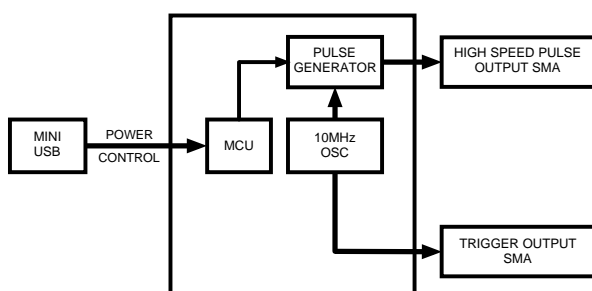 PULSE
GENERATOR
HIGH SPEED PULSE
OUTPUT SMA
MINI
USB
POWER
CONTROL
MCU
10MHz
OSC
TRIGGER OUTPUT
SMA